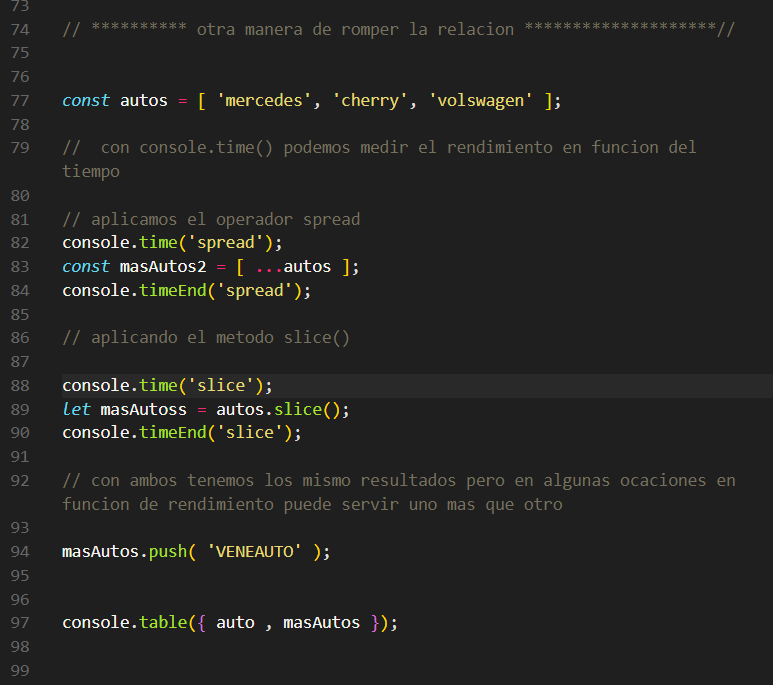 73
74 // ********** otra manera de romper la relacion ********************//
75
76
77 const autos = [ 'mercedes', 'cherry', 'volswagen' ];
78
79 //  con console.time() podemos medir el rendimiento en funcion del
tiempo
80
81 // aplicamos el operador spread
82 console.time('spread');
83 const masAutos2 = [ ...autos ];
84 console.timeEnd('spread');
85
86 // aplicando el metodo slice()
87
88 console.time('slice');
89 let masAutoss = autos.slice();
90 console.timeEnd('slice');
91
92 // con ambos tenemos los mismo resultados pero en algunas ocaciones en
funcion de rendimiento puede servir uno mas que otro
93
94 masAutos.push( 'VENEAUTO' );
95
96
97 console.table({ auto , masAutos });
98
99